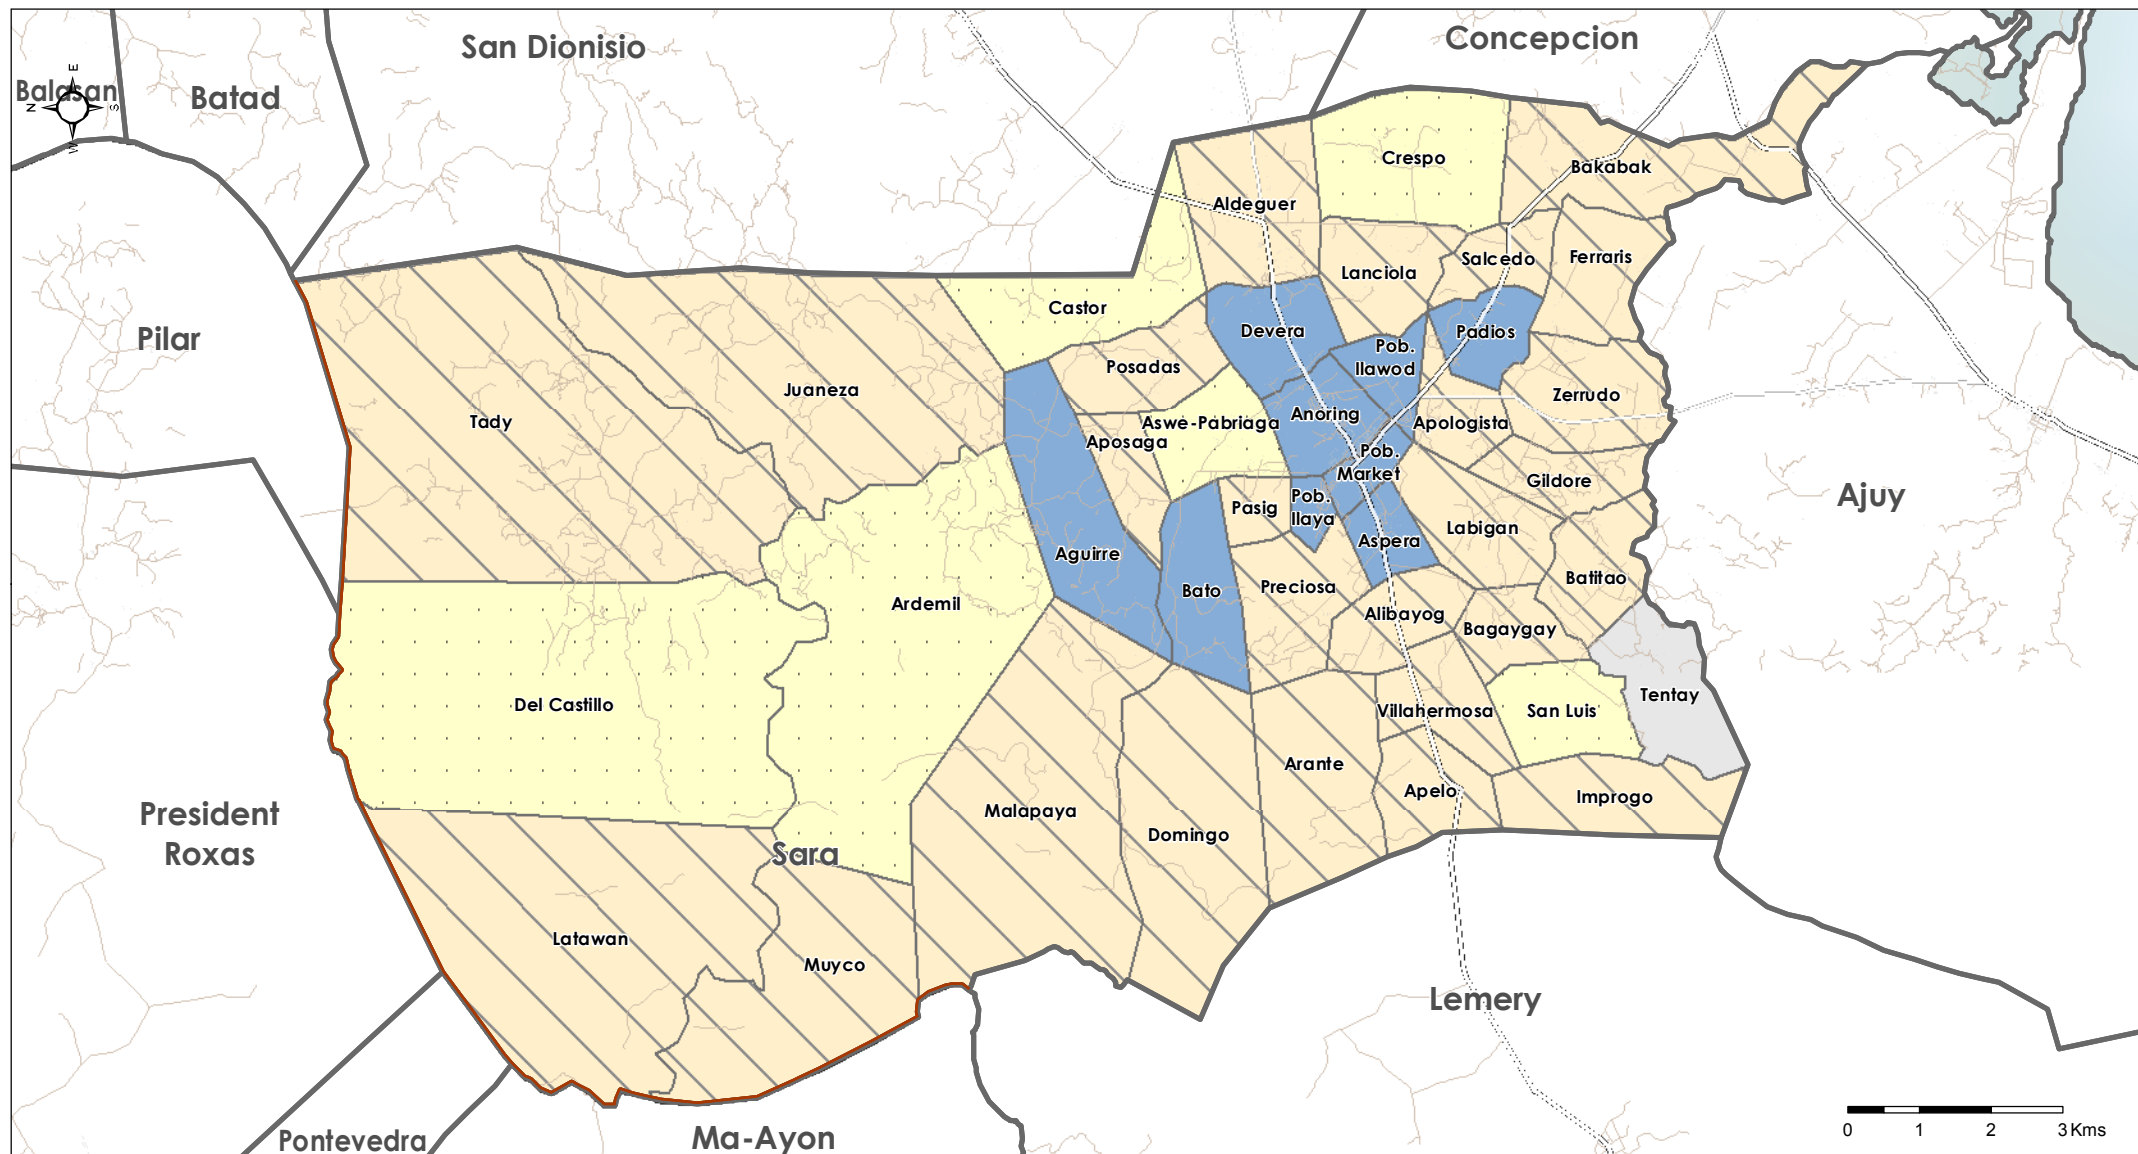 San Dionisio
Concepcion
Balasan
Batad
E
N
S
W
Crespo
Bakabak
Aldeguer
Ferraris
Salcedo
Lanciola
Castor
Pilar
Devera
Padios
Pob.
Ilawod
Posadas
Juaneza
Zerrudo
Tady
Anoring
Aswe-Pabriaga
Apologista
Aposaga
Pob.
Market
Gildore
Ajuy
Pasig
Pob.
Ilaya
Labigan
Aspera
Aguirre
Batitao
Preciosa
Bato
Ardemil
Alibayog
Bagaygay
Tentay
Del Castillo
Villahermosa
San Luis
Arante
Apelo
Improgo
Malapaya
President
Roxas
Domingo
Sara
Latawan
Muyco
Lemery
Pontevedra
Ma-Ayon
0 1 2 3 Kms